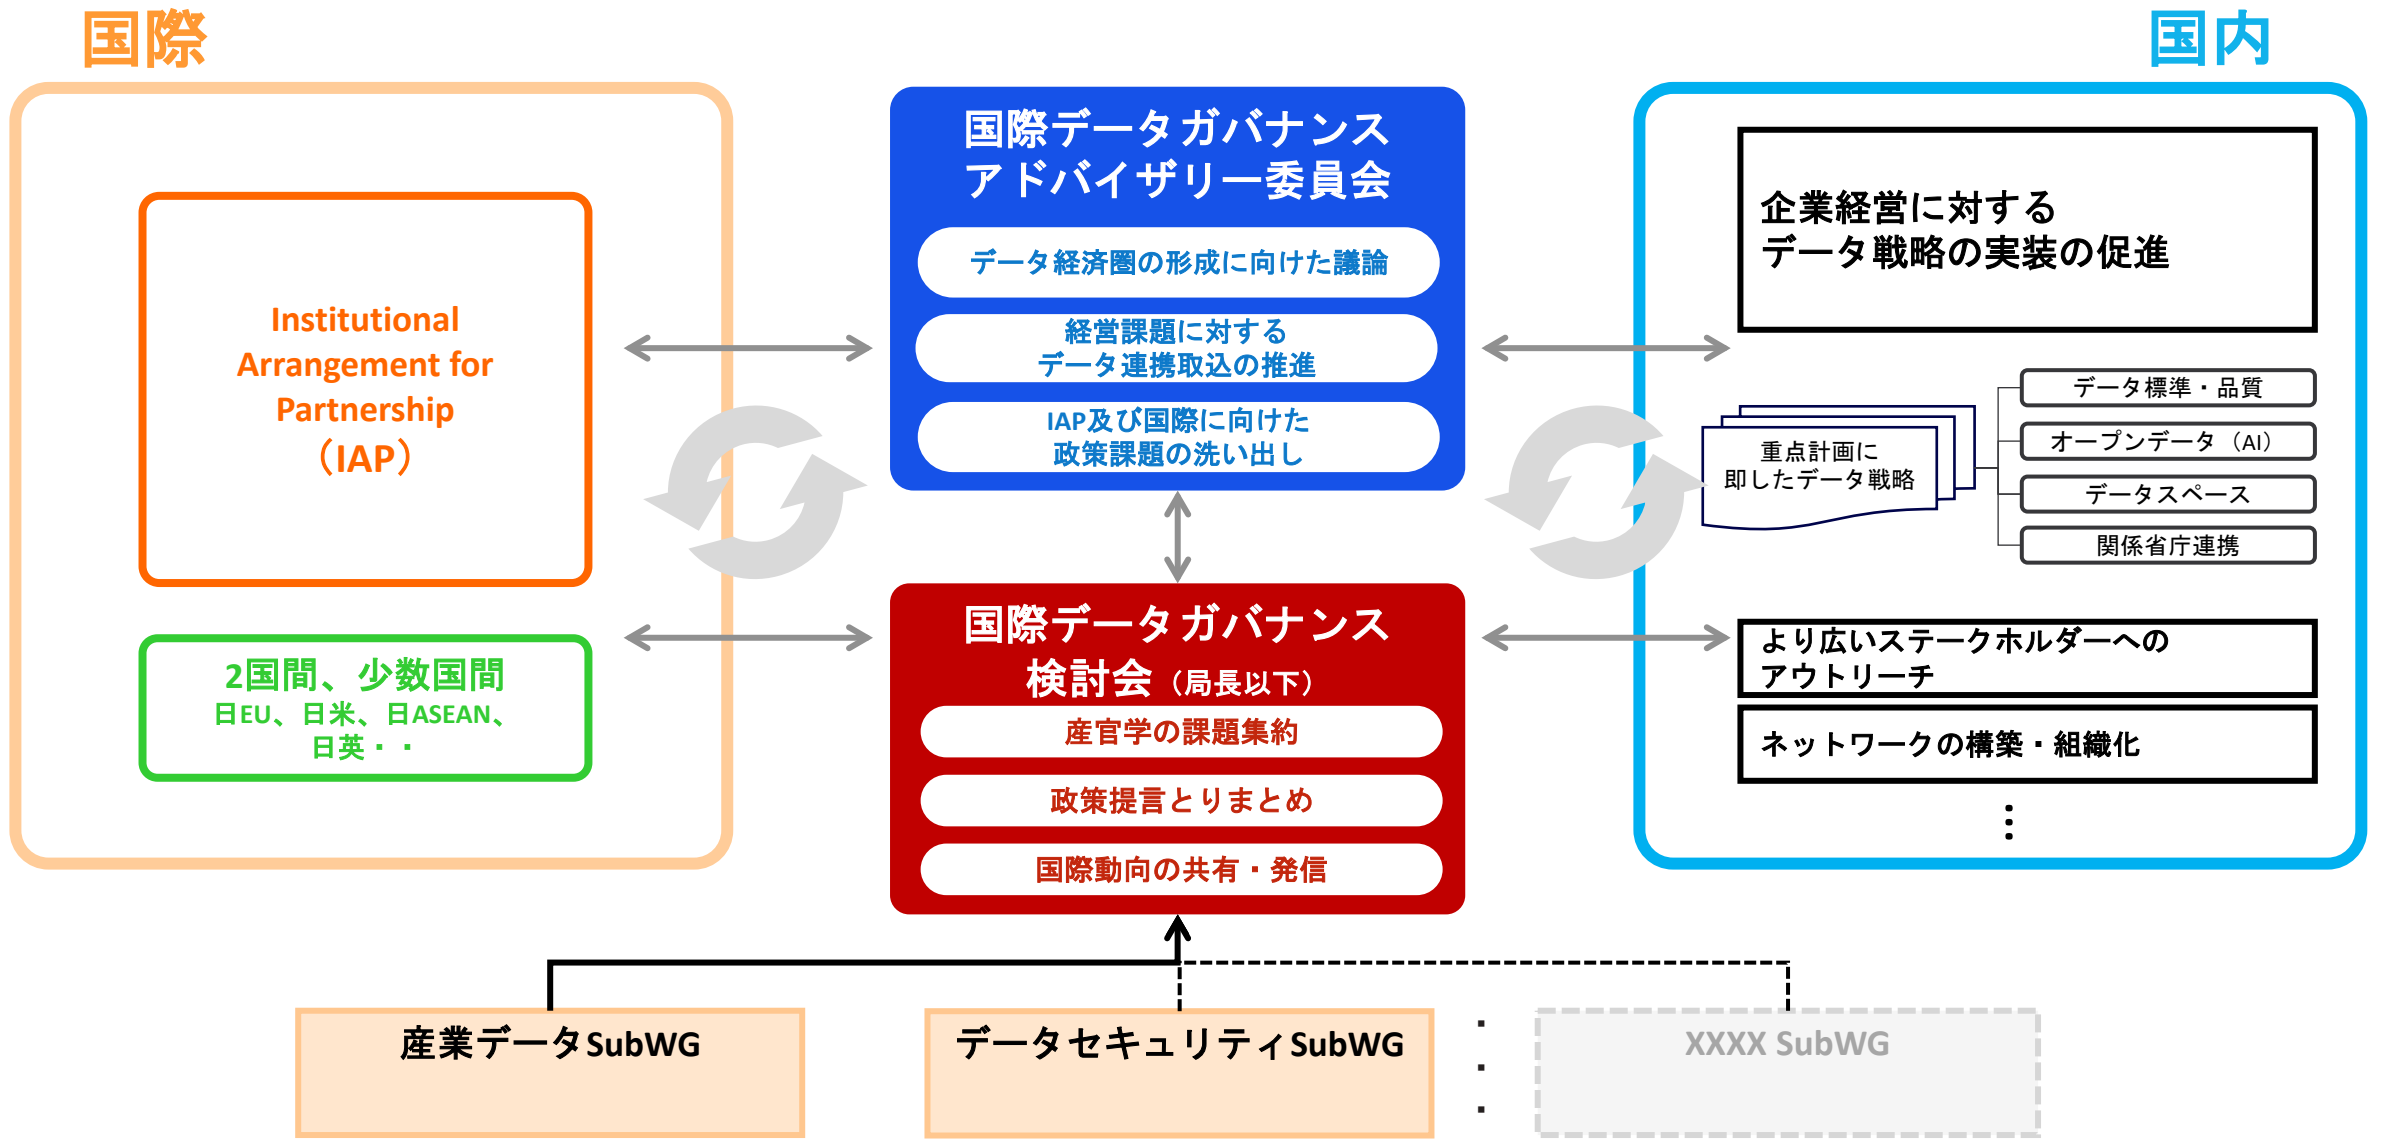 国際
Institutional
Arrangement for
Partnership
（IAP）
2国間、少数国間
日EU、日米、日ASEAN、
日英・・
国際データガバナンス
アドバイザリー委員会
データ経済圏の形成に向けた議論
経営課題に対する
データ連携取込の推進
IAP及び国際に向けた
政策課題の洗い出し
国際データガバナンス
検討会（局長以下）
産官学の課題集約
政策提言とりまとめ
国際動向の共有・発信
国内
企業経営に対する
データ戦略の実装の促進
重点計画に
即したデータ戦略
データ標準・品質
オープンデータ（AI）
データスペース
関係省庁連携
より広いステークホルダーへの
アウトリーチ
ネットワークの構築・組織化
⋮
産業データSubWG
データセキュリティSubWG
・
・
・
XXXX SubWG